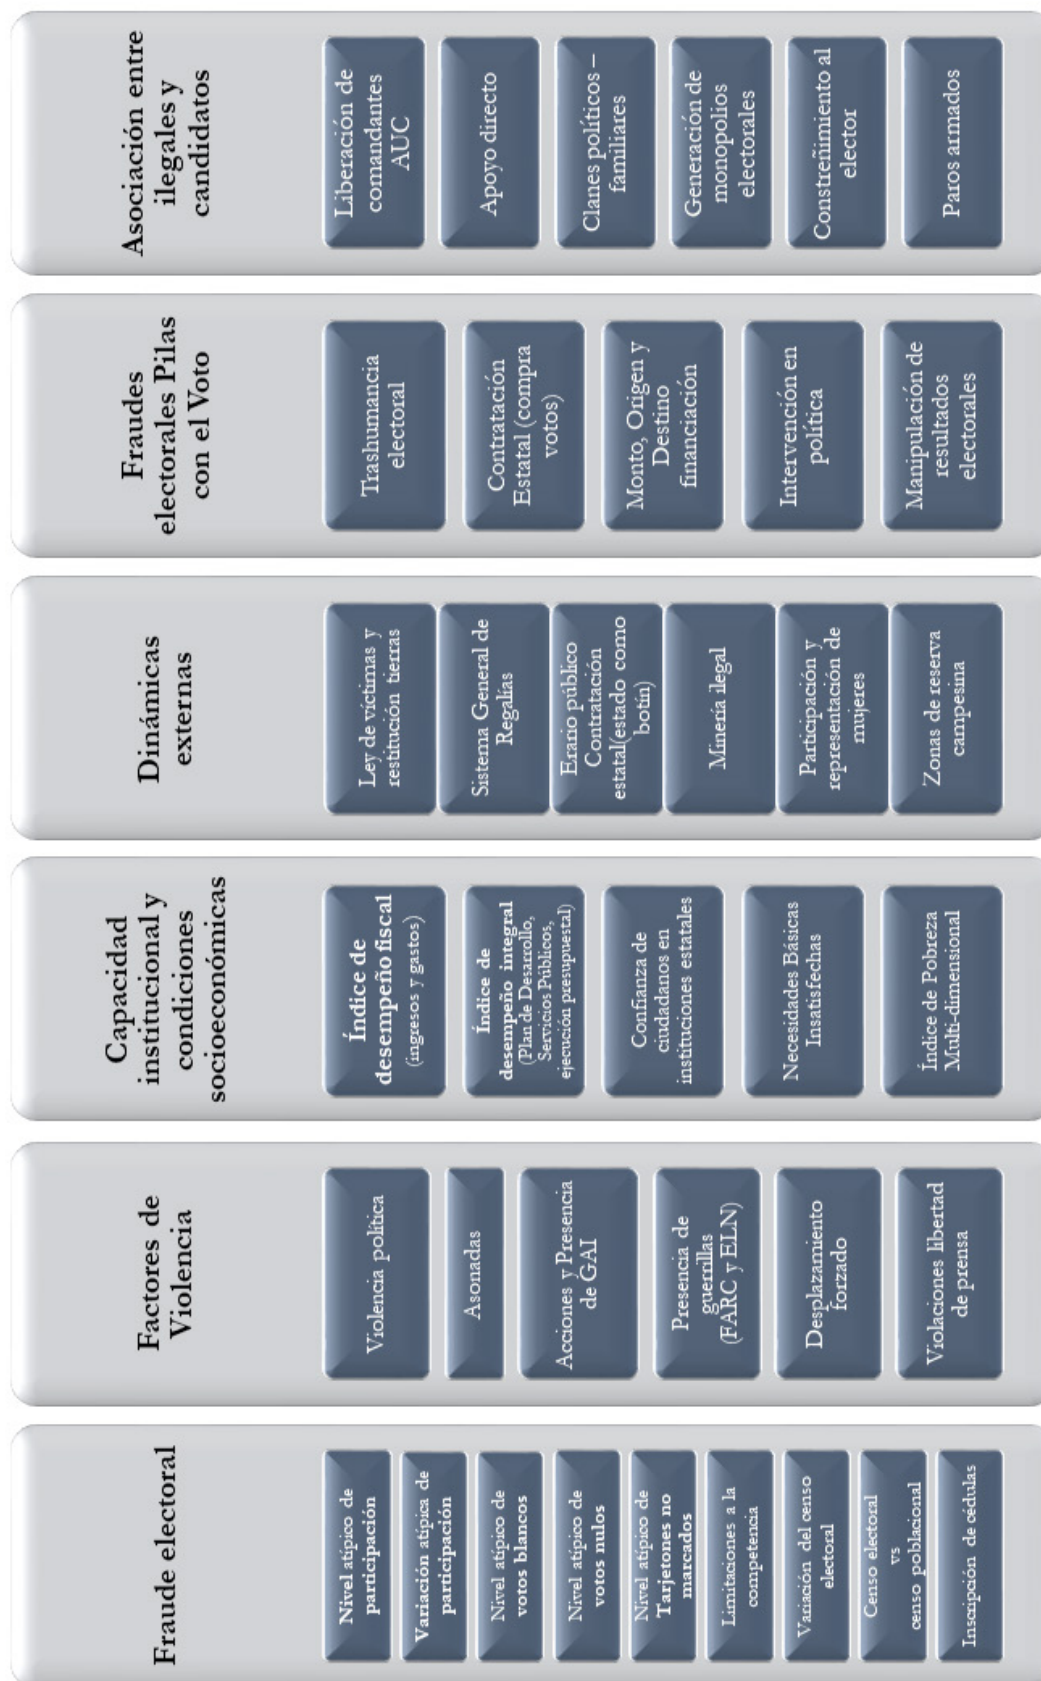 Fraude electoral
Nivel atípico de
participación
Variación atípica de
participación
Nivel atípico de
votos blancos
Nivel atípico de
votos nulos
Nivel atípico de
Tarjetones no
marcados
Limitaciones a la
competencia
Variación del censo
electoral
Censo electoral
vs
censo poblacional
Inscripción de cédulas
Factores de
Violencia
Violencia política
Asonadas
Acciones y Presencia
de GAI
Presencia de
guerrillas
(FARC y ELN)
Desplazamiento
forzado
Violaciones libertad
de prensa
Capacidad
institucional y
condiciones
socioeconómicas
Índice de
desempeño fiscal
(ingresos y gastos)
Índice de
desempeño integral
(Plan de Desarrollo,
Servicios Públicos,
ejecución presupuestal)
Confianza de
ciudadanos en
instituciones estatales
Necesidades Básicas
Insatisfechas
Índice de Pobreza
Multi-dimensional
Dinámicas
externas
Ley de víctimas y
restitución tierras
Sistema General de
Regalías
Erario público
Contratación
estatal(estado como
botín)
Minería ilegal
Participación y
representación de
mujeres
Zonas de reserva
campesina
Fraudes
electorales Pilas
con el Voto
Trashumancia
electoral
Contratación
Estatal (compra
votos)
Monto, Origen y
Destino
financiación
Intervención en
política
Manipulación de
resultados
electorales
Asociación entre
ilegales y
candidatos
Liberación de
comandantes
AUC
Apoyo directo
Clanes políticos –
familiares
Generación de
monopolios
electorales
Constreñimiento al
elector
Paros armados